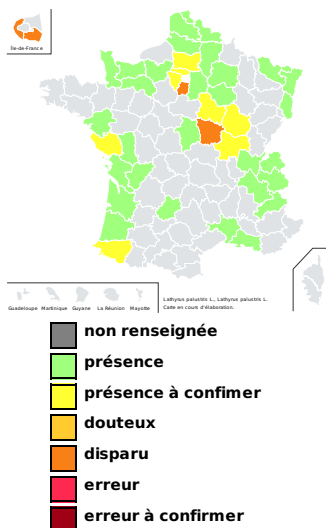 Île-de-France
Guadeloupe Martinique Guyane La Réunion Mayotte
Lathyrus palustris L., Lathyrus palustris L.
Carte en cours d'élaboration.
non renseignée
présence
présence à confimer
douteux
disparu
erreur
erreur à confirmer